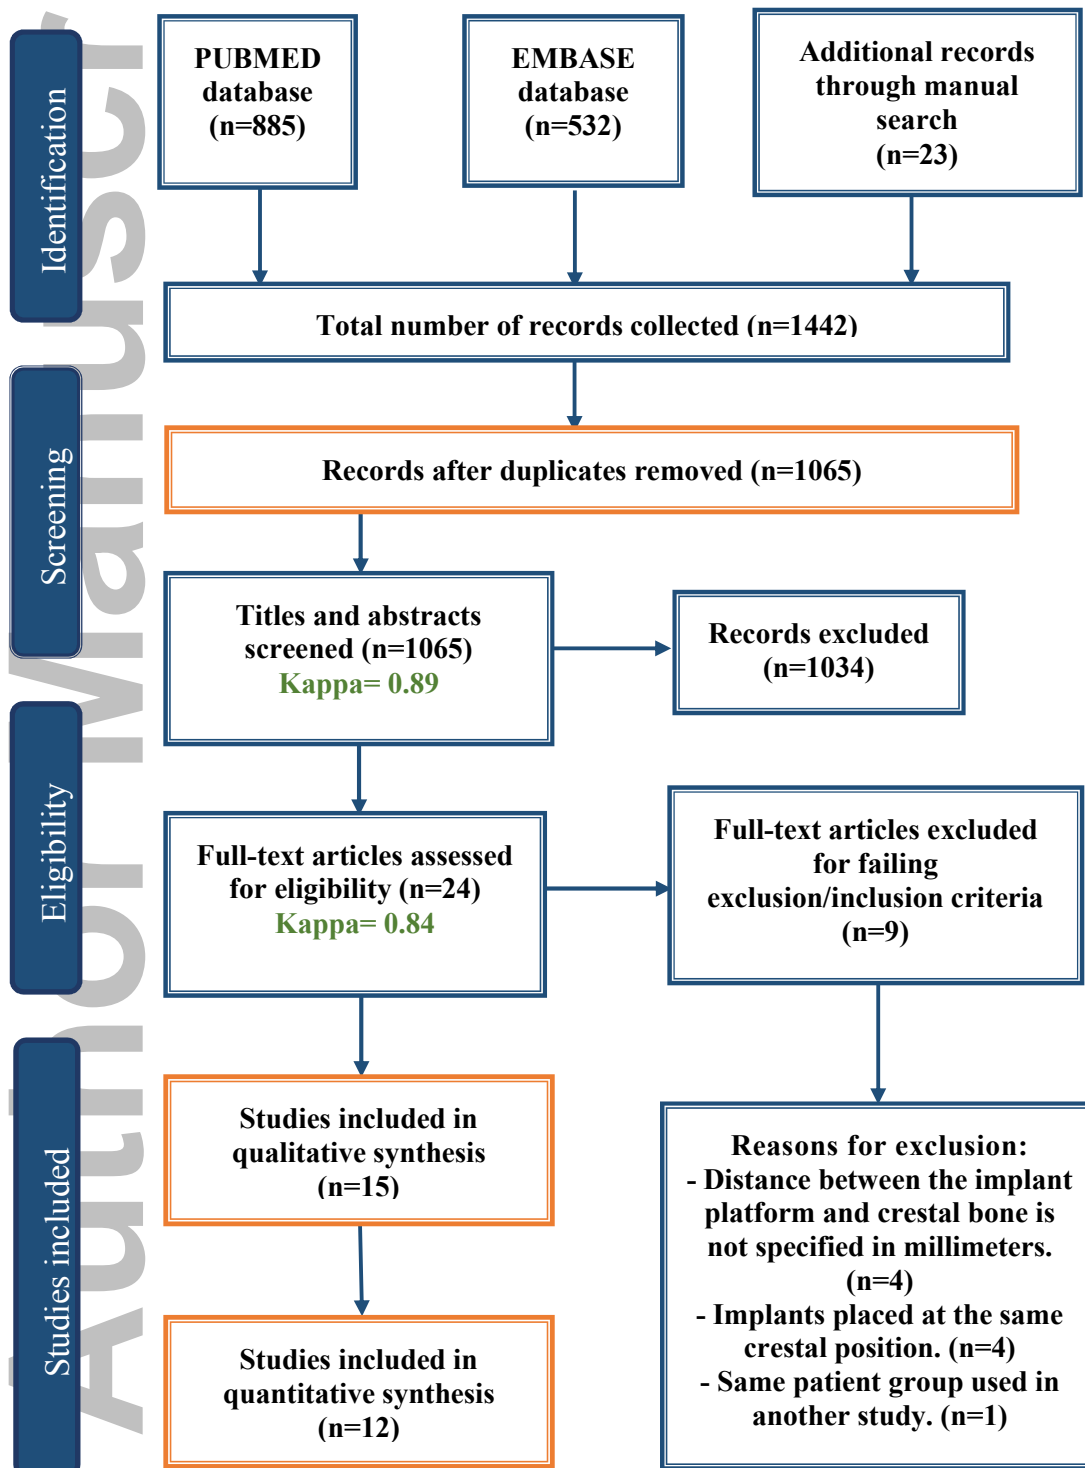 Identification
PUBMED
database
(n=885)
EMBASE
database
(n=532)
Additional records
through manual
search
(n=23)
Total number of records collected (n=1442)
Screening
Records after duplicates removed (n=1065)
Titles and abstracts
screened (n=1065)
Kappa= 0.89
Records excluded
(n=1034)
Eligibility
Full-text articles assessed
for eligibility (n=24)
Kappa= 0.84
Full-text articles excluded
for failing
exclusion/inclusion criteria
(n=9)
Studies included
Studies included in
qualitative synthesis
(n=15)
Studies included in
quantitative synthesis
(n=12)
Reasons for exclusion:
- Distance between the implant
platform and crestal bone is
not specified in millimeters.
(n=4)
- Implants placed at the same
crestal position. (n=4)
- Same patient group used in
another study. (n=1)
Author Manuscr